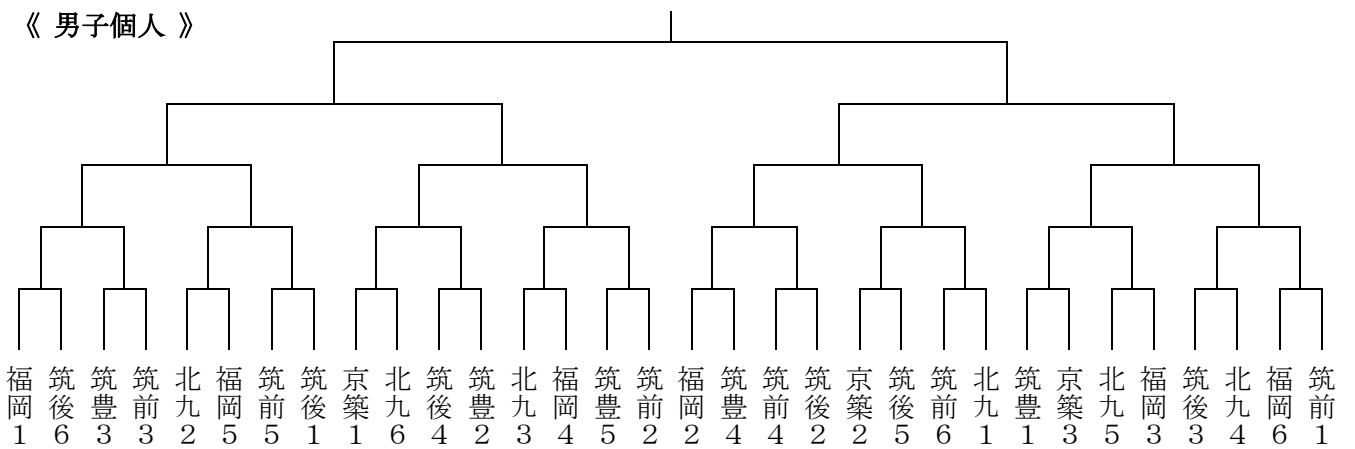 《 男子個人 》
福岡１
筑後６
筑豊３
筑前３
北九２
福岡５
筑前５
筑後１
京築１
北九６
筑後４
筑豊２
北九３
福岡４
筑豊５
筑前２
福岡２
筑豊４
筑前４
筑後２
京築２
筑後５
筑前６
北九１
筑豊１
京築３
北九５
福岡３
筑後３
北九４
福岡６
筑前１